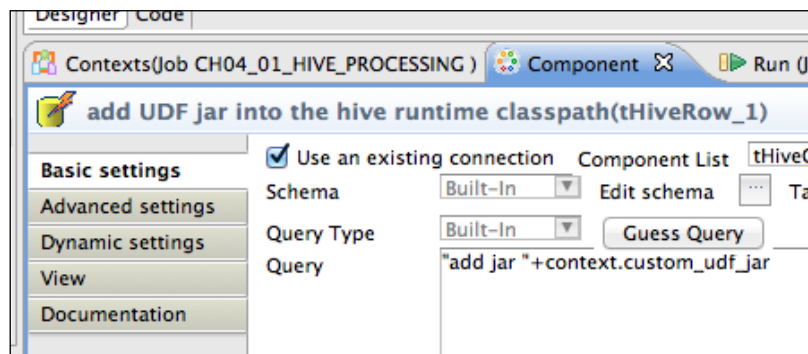 Designer Code
Contexts(Job CH04_01_HIVE_PROCESSING ) Component Run (J
add UDF jar into the hive runtime classpath(tHiveRow_1)
Basic settings
Advanced settings
Dynamic settings
View
Documentation
Use an existing connection Component List tHiveC
Schema Built-In Edit schema ... Ta
Query Type Built-In Guess Query
Query "add jar "+context.custom_udf_jar